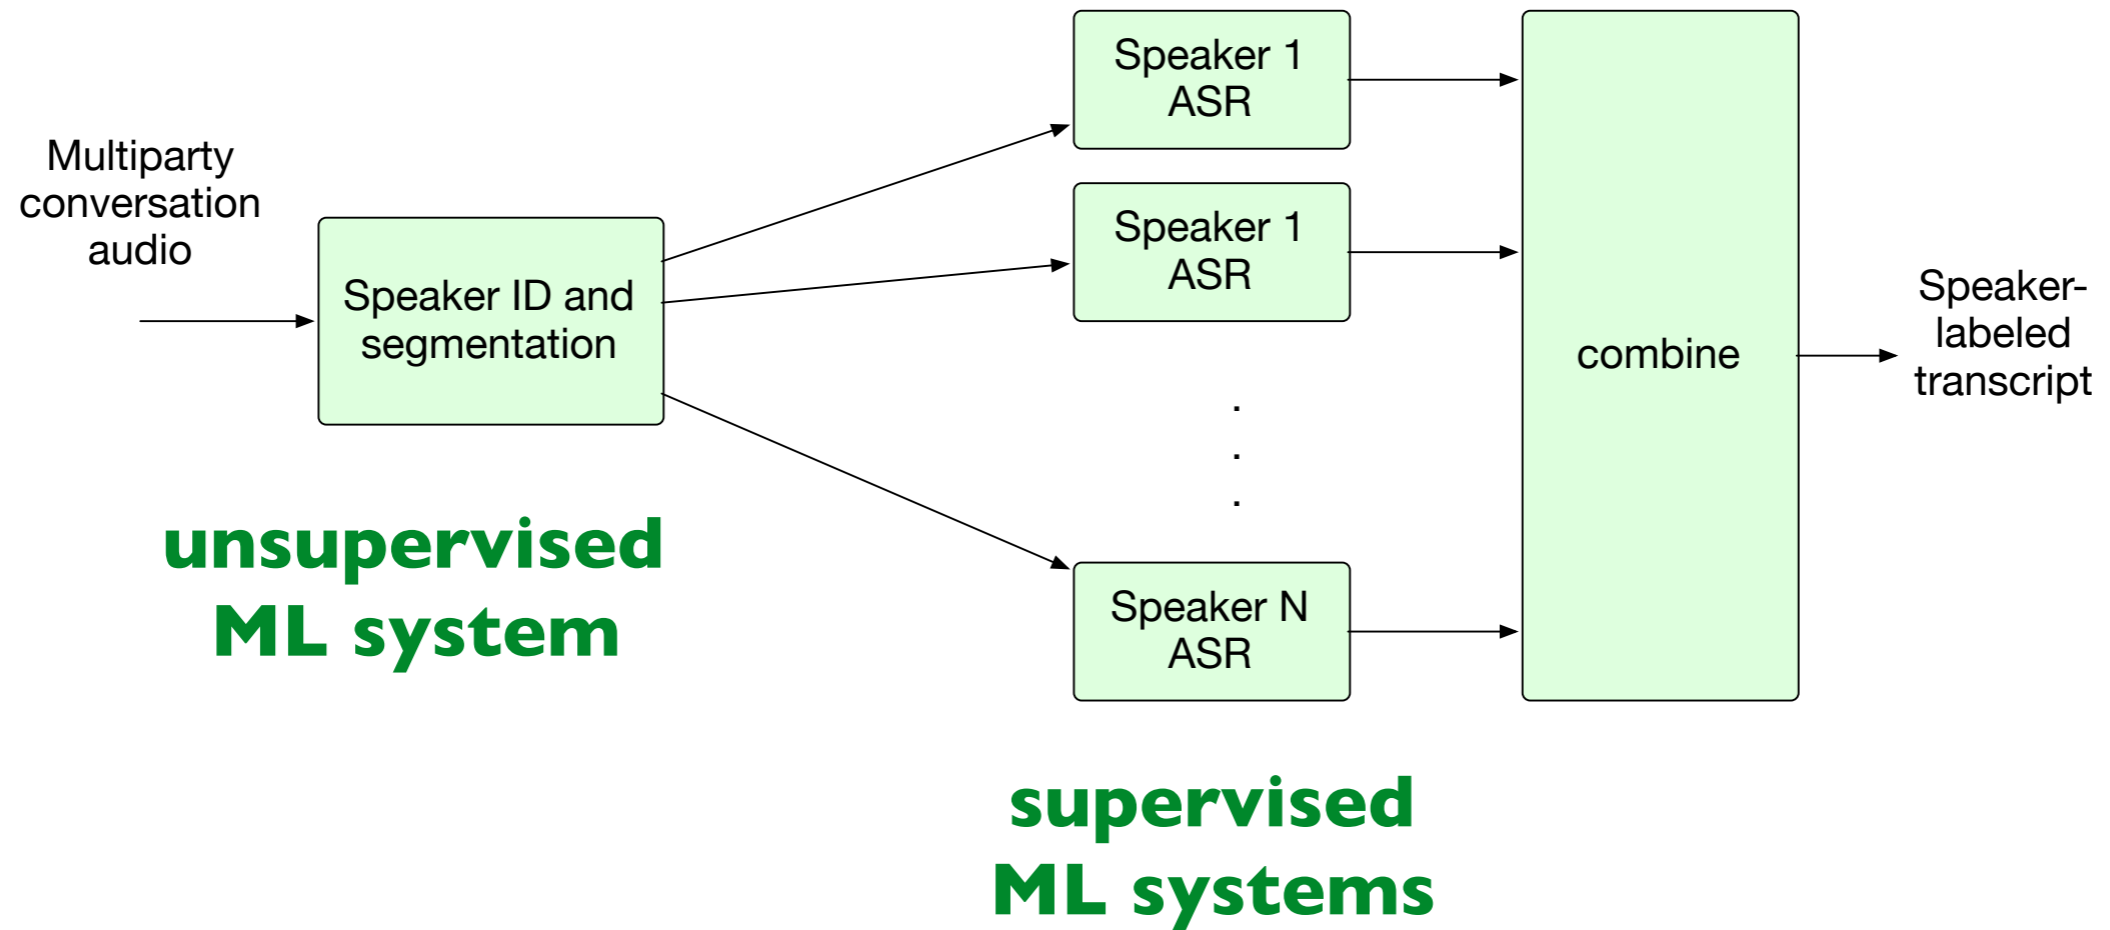 Multiparty
conversation
audio
Speaker ID and
segmentation
Speaker 1
ASR
Speaker 1
ASR
.
.
.
Speaker N
ASR
combine
Speaker-
labeled
transcript
unsupervised
ML system
supervised
ML systems